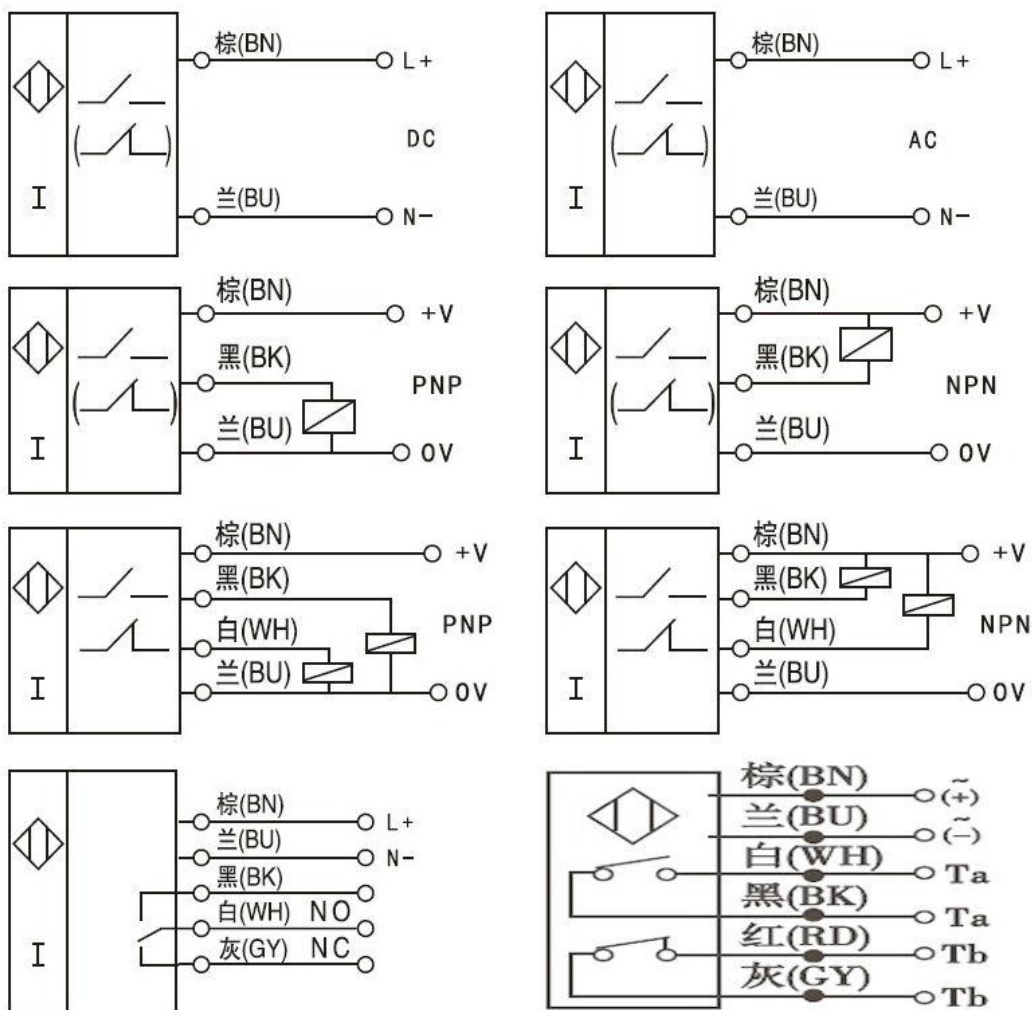 棕(BN)
L+
DC
I
兰(BU)
N-
棕(BN)
L+
AC
I
兰(BU)
N-
棕(BN)
+V
黑(BK)
PNP
兰(BU)
I
0V
棕(BN)
+V
黑(BK)
NPN
兰(BU)
I
0V
棕(BN)
+V
黑(BK)
白(WH)
PNP
兰(BU)
I
0V
棕(BN)
+V
黑(BK)
白(WH)
NPN
兰(BU)
I
0V
棕(BN)
L+
兰(BU)
N-
黑(BK)
白(WH) NO
灰(GY) NC
I
棕(BN)
~(+)
兰(BU)
~(-)
白(WH)
Ta
黑(BK)
Ta
红(RD)
Tb
灰(GY)
Tb